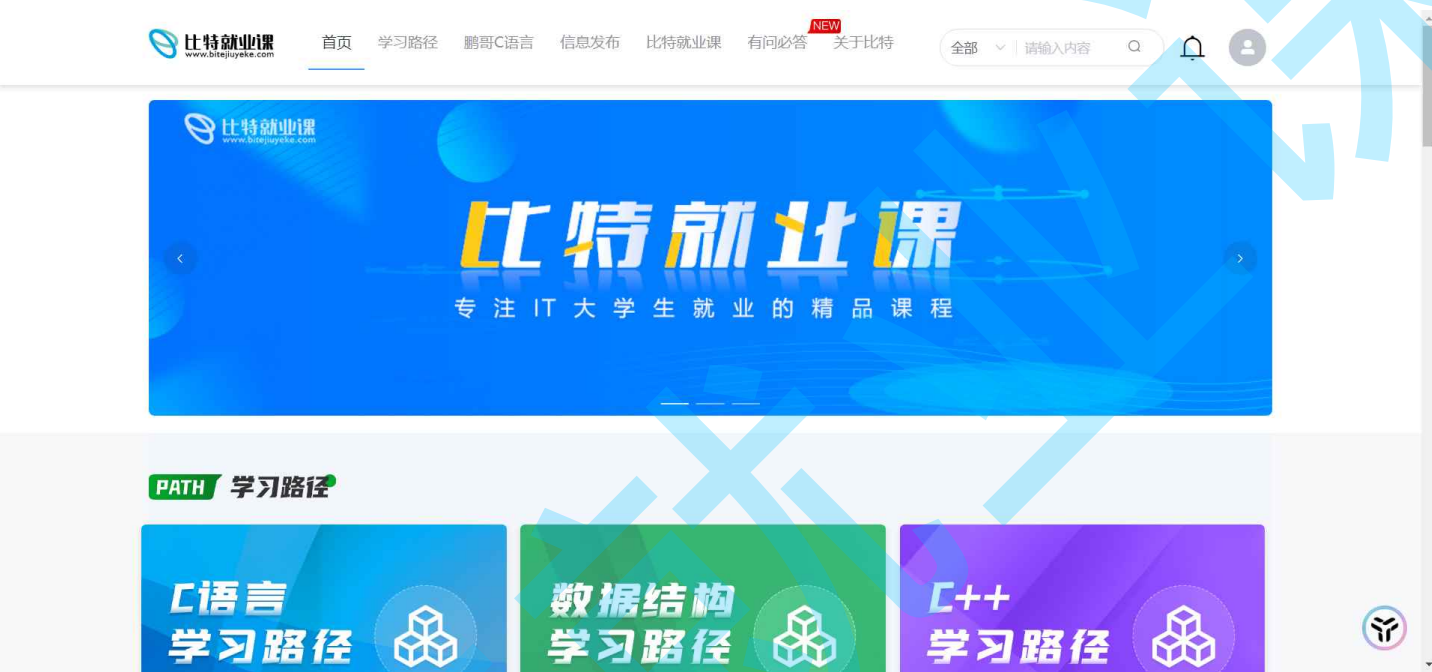 比特就业课
www.bitejiuyeke.com
首页 学习路径 鹏哥C语言 信息发布 比特就业课 有问必答 NEW 关于比特
全部 请输入内容
比特就业课
www.bitejiuyeke.com
比特就业课
专注IT大学生就业的精品课程
PATH 学习路径
C语言
学习路径
数据结构
学习路径
C++
学习路径